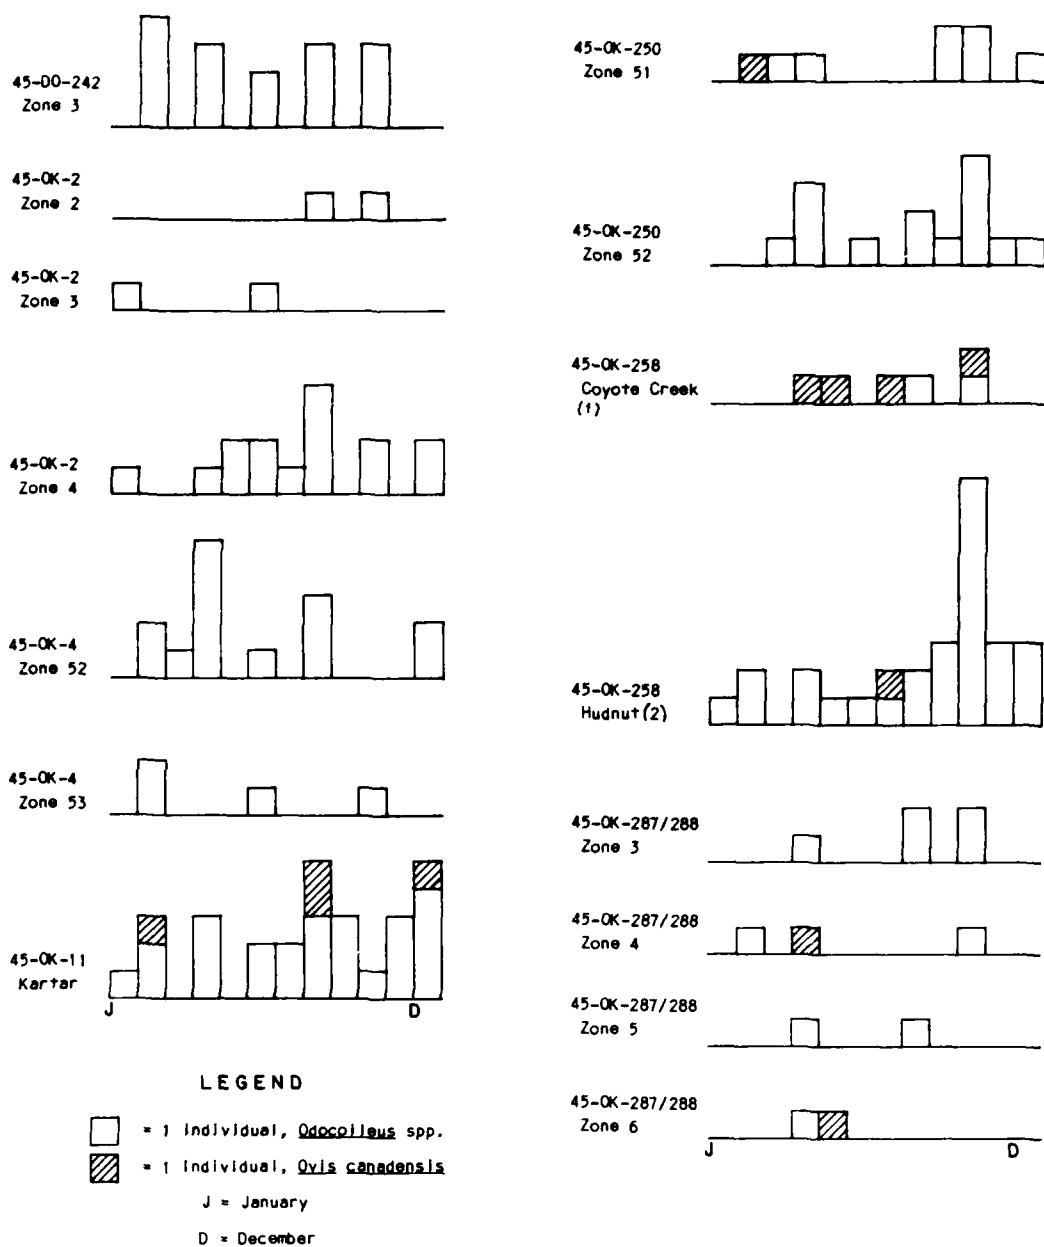 45-DO-242
Zone 3
45-OK-2
Zone 2
45-OK-2
Zone 3
45-OK-2
Zone 4
45-OK-4
Zone 52
45-OK-4
Zone 53
45-OK-11
Kartar
J D
45-OK-250
Zone 51
45-OK-250
Zone 52
45-OK-258
Coyote Creek
(1)
45-OK-258
Hudnut(2)
45-OK-287/288
Zone 3
45-OK-287/288
Zone 4
45-OK-287/288
Zone 5
45-OK-287/288
Zone 6
J D
LEGEND
= 1 Individual, Odocoileus spp.
= 1 Individual, Ovis canadensis
J = January
D = December